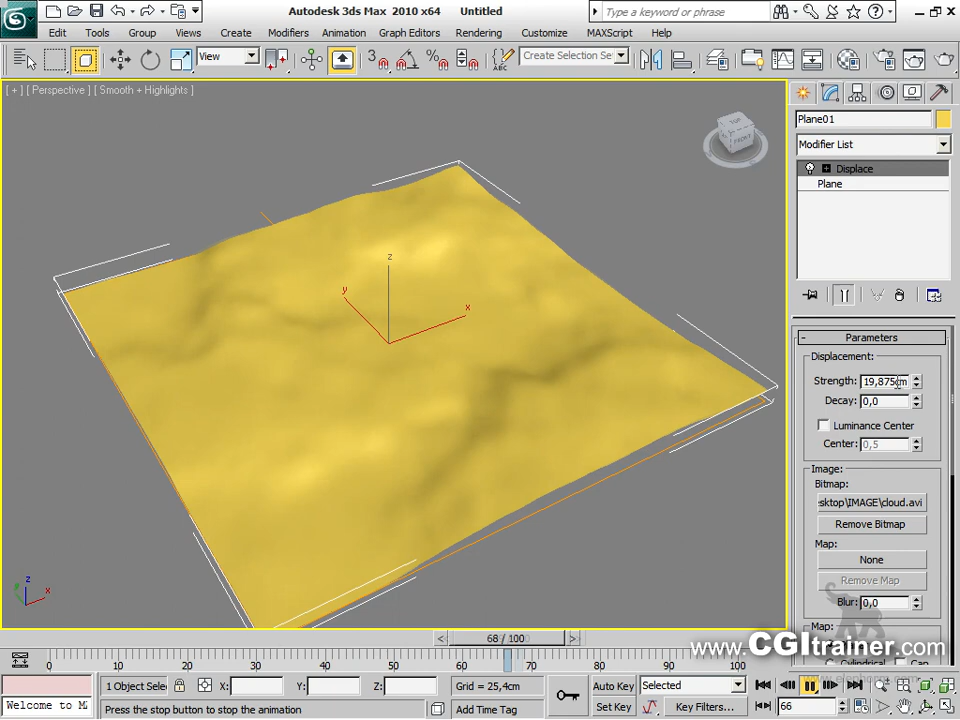 Autodesk 3ds Max 2010 x64 Untitled
Type a keyword or phrase
Edit Tools Group Views Create Modifiers Animation Graph Editors Rendering Customize MAXScript Help
View
Create Selection Se
[ + ] [ Perspective ] [ Smooth + Highlights ]
TOP
FRONT
Plane01
Modifier List
Displace
Plane
z
y
x
Parameters
Displacement:
Strength: 19,875cm
Decay: 0,0
Luminance Center
Center: 0,5
Image:
Bitmap:
sktop\IMAGE\cloud.avi
Remove Bitmap
Map:
None
Remove Map
Blur: 0,0
Map:
Cylindrical Cap
z
x
68 / 100
www.CGItrainer.com
0 10 20 30 40 50 60 70 80 90 100
1 Object Selec
X: Y: Z:
Grid = 25,4cm
Auto Key
Selected
Welcome to M
Press the stop button to stop the animation
Add Time Tag
Set Key
Key Filters...
66